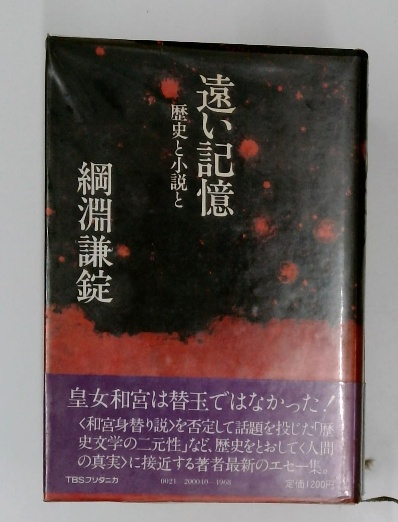 遠い記憶
歴史と小説と
綱淵謙錠
皇女和宮は替玉ではなかった!
〈和宮身替り説〉を否定して話題を投じた「歴
史文学の二元性」など、歴史をとおして〈人間
の真実〉に接近する著者最新のエセー集。
TBSブリタニカ
0021
定価1200円